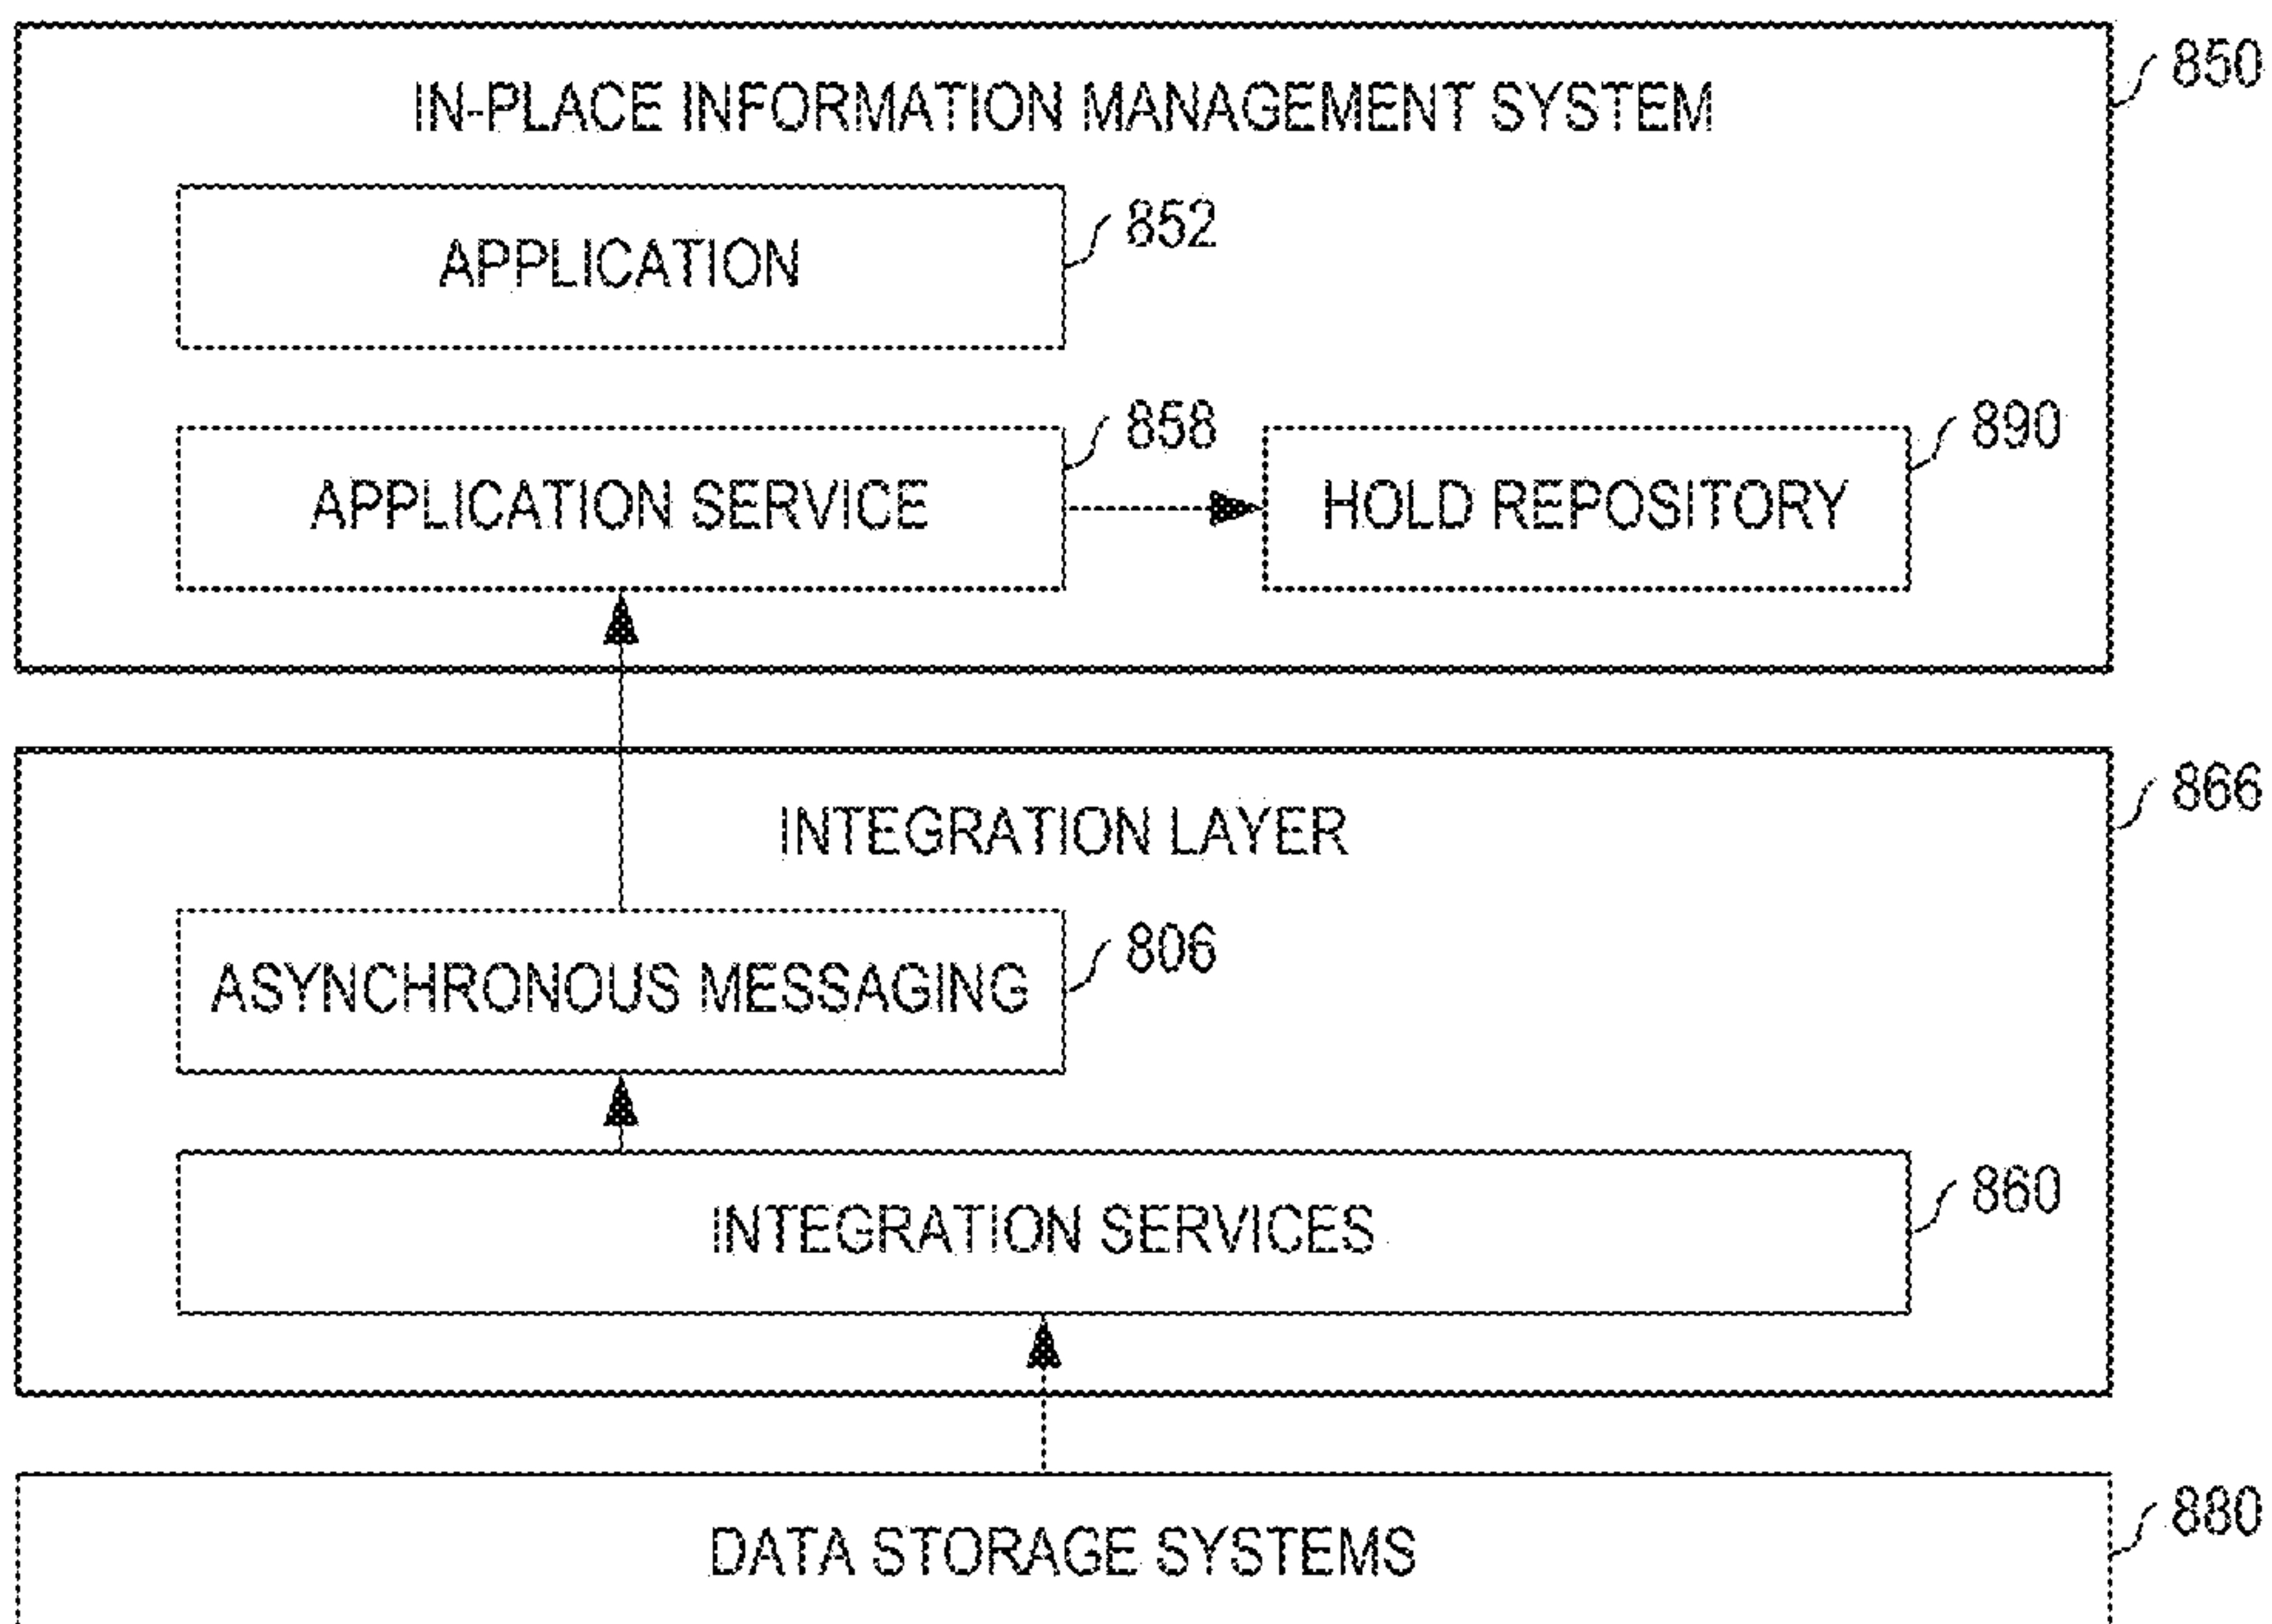 850
IN-PLACE INFORMATION MANAGEMENT SYSTEM
852
APPLICATION
858
890
APPLICATION SERVICE
HOLD REPOSITORY
866
INTEGRATION LAYER
806
ASYNCHRONOUS MESSAGING
860
INTEGRATION SERVICES
880
DATA STORAGE SYSTEMS